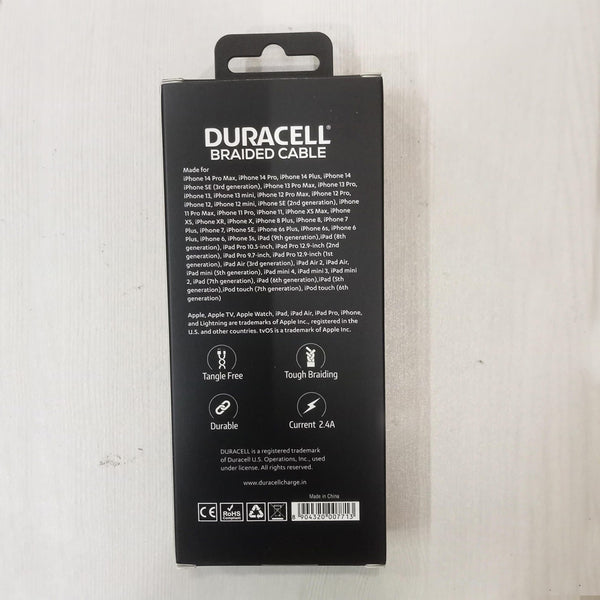 DURACELL®
BRAIDED CABLE
Made for
iPhone 14 Pro Max, iPhone 14 Pro, iPhone 14 Plus, iPhone 14
iPhone SE (3rd generation), iPhone 13 Pro Max, iPhone 13 Pro,
iPhone 13, iPhone 13 mini, iPhone 12 Pro Max, iPhone 12 Pro,
iPhone 12, iPhone 12 mini, iPhone SE (2nd generation), iPhone
11 Pro Max, iPhone 11 Pro, iPhone 11, iPhone XS Max, iPhone
XS, iPhone XR, iPhone X, iPhone 8 Plus, iPhone 8, iPhone 7
Plus, iPhone 7, iPhone SE, iPhone 6s Plus, iPhone 6s, iPhone 6
Plus, iPhone 6, iPhone 5s, iPad (9th generation),iPad (8th
generation), iPad Pro 10.5-inch, iPad Pro 12.9-inch (2nd
generation), iPad Pro 9.7-inch, iPad Pro 12.9-inch (1st
generation), iPad Air (3rd generation), iPad Air 2, iPad Air,
iPad mini (5th generation), iPad mini 4, iPad mini 3, iPad mini
2, iPad (7th generation), iPad (6th generation),iPad (5th
generation),iPod touch (7th generation), iPod touch (6th
generation)
Apple, Apple TV, Apple Watch, iPad, iPad Air, iPad Pro, iPhone,
and Lightning are trademarks of Apple Inc., registered in the
U.S. and other countries. tvOS is a trademark of Apple Inc.
Tangle Free
Tough Braiding
Durable
Current 2.4A
DURACELL is a registered trademark
of Duracell U.S. Operations, Inc., used
under license. All rights reserved.
www.duracellcharge.in
Made in China
CE
RoHS
Compliant
8 904320 007713